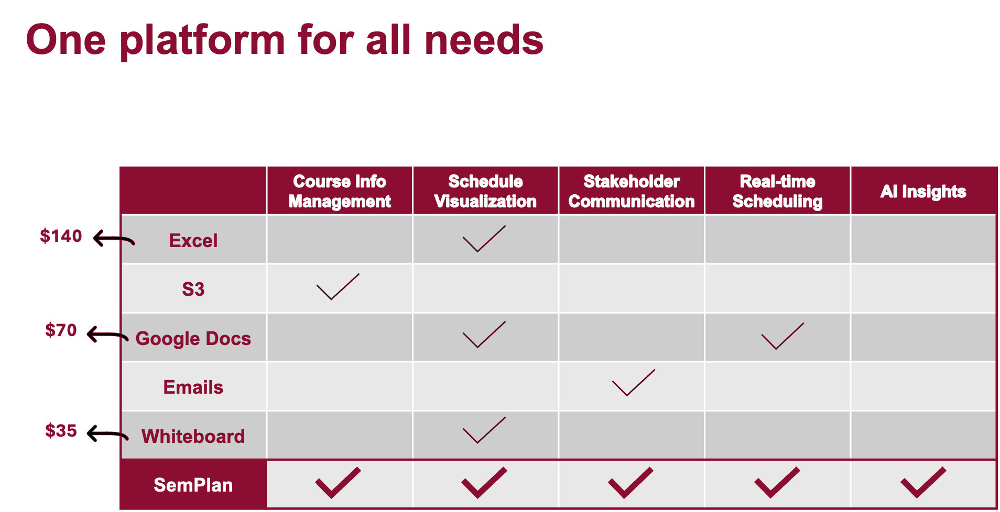 One platform for all needs
Course Info
Management
Schedule
Visualization
Stakeholder
Communication
Real-time
Scheduling
AI Insights
$140
Excel
S3
$70
Google Docs
Emails
$35
Whiteboard
SemPlan